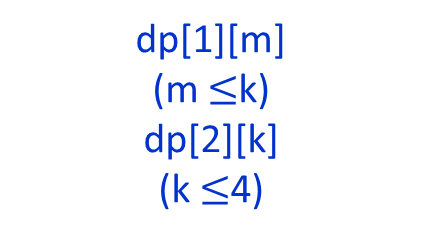 dp[1][m]
(m ≤k)
dp[2][k]
(k ≤4)